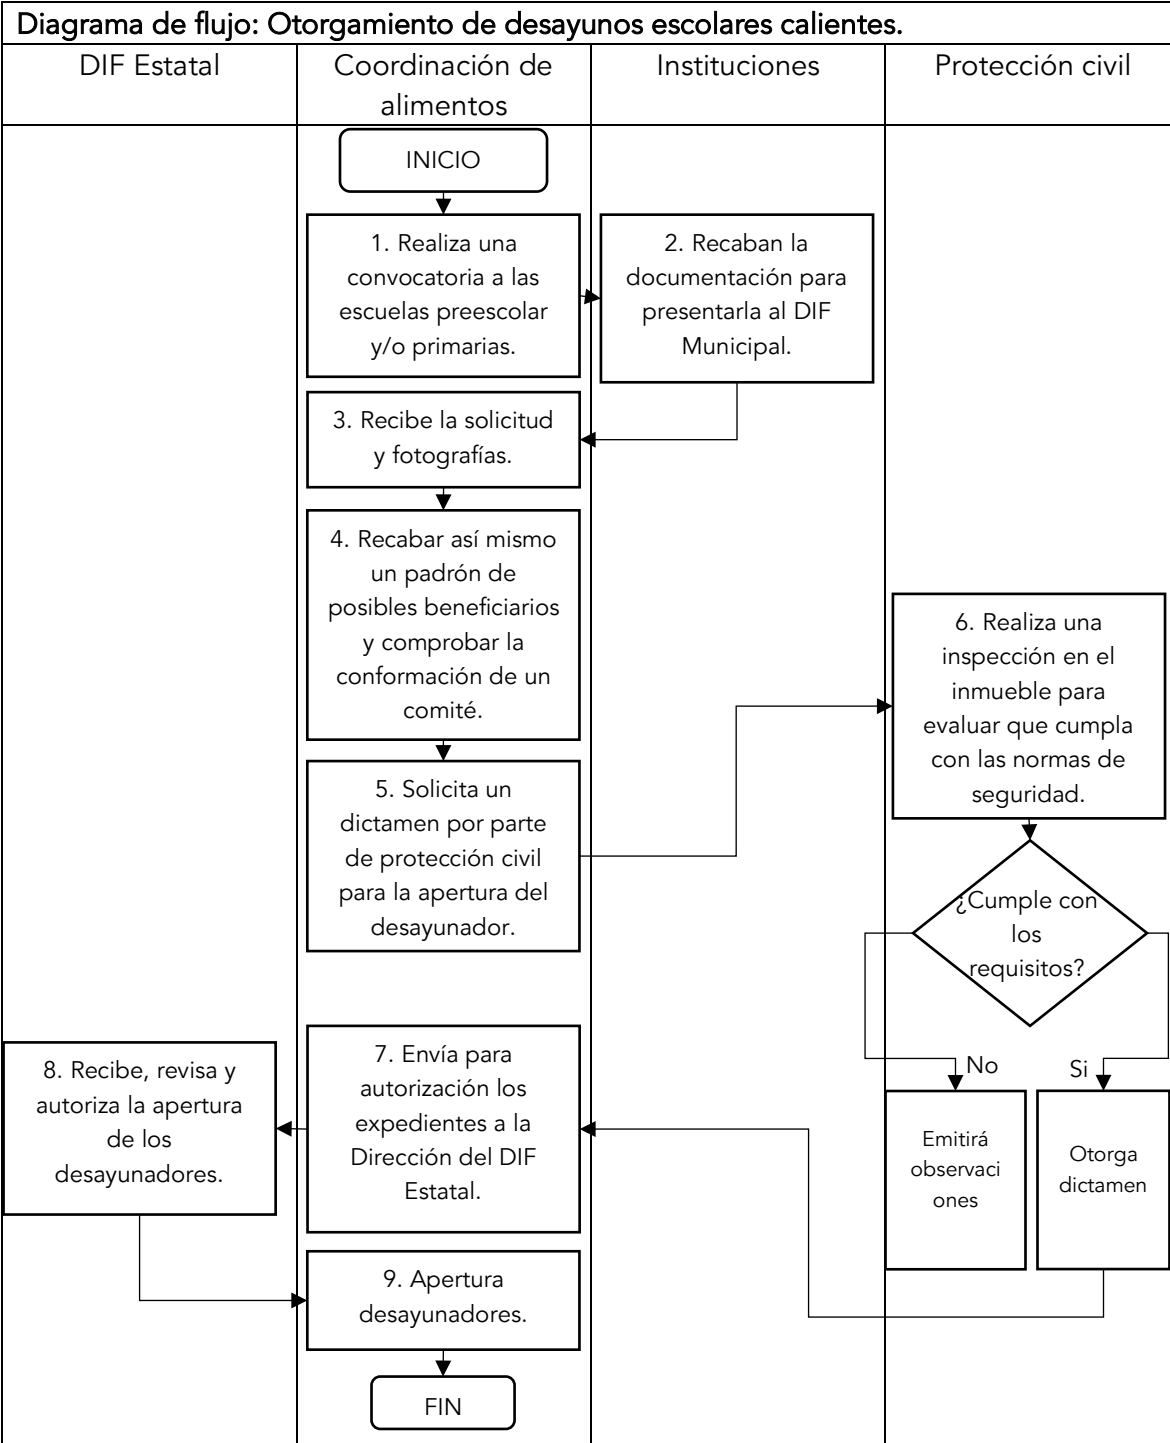 Diagrama de flujo: Otorgamiento de desayunos escolares calientes.
DIF Estatal
Coordinación de
alimentos
Instituciones
Protección civil
INICIO
1. Realiza una
convocatoria a las
escuelas preescolar
y/o primarias.
2. Recaban la
documentación para
presentarla al DIF
Municipal.
3. Recibe la solicitud
y fotografías.
4. Recabar así mismo
un padrón de
posibles beneficiarios
y comprobar la
conformación de un
comité.
5. Solicita un
dictamen por parte
de protección civil
para la apertura del
desayunador.
6. Realiza una
inspección en el
inmueble para
evaluar que cumpla
con las normas de
seguridad.
¿Cumple con
los
requisitos?
No
Si
Emitirá
observaci
ones
Otorga
dictamen
7. Envía para
autorización los
expedientes a la
Dirección del DIF
Estatal.
8. Recibe, revisa y
autoriza la apertura
de los
desayunadores.
9. Apertura
desayunadores.
FIN